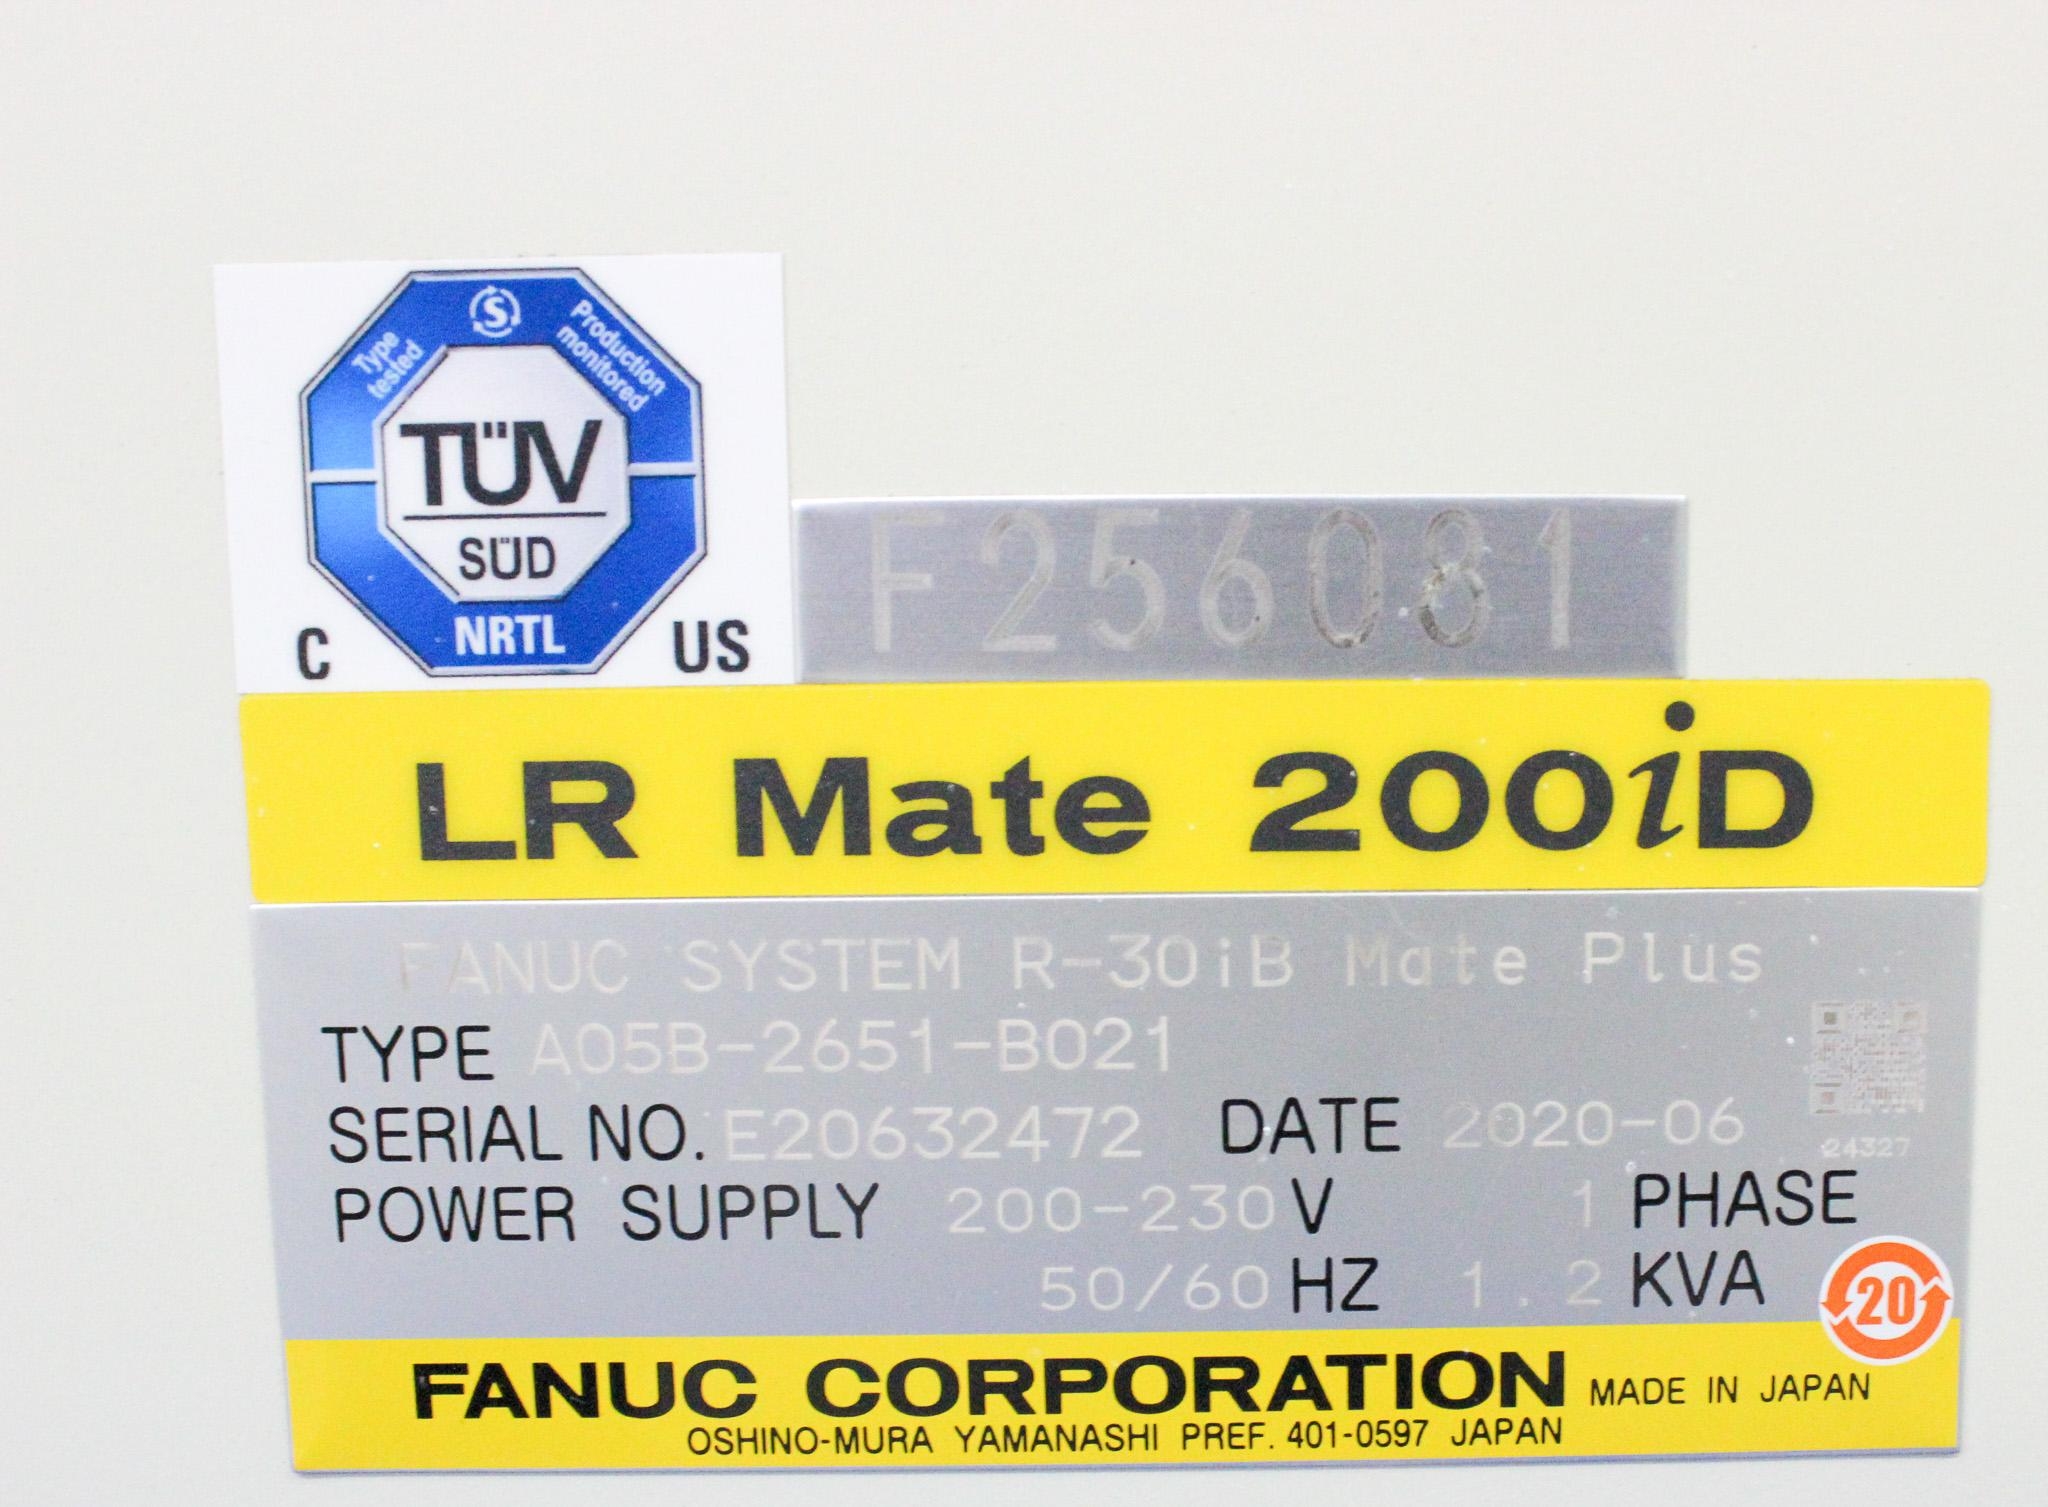 S
Type
tested
Production
monitored
TÜV
SÜD
NRTL
C US
F256081
LR Mate 200iD
FANUC SYSTEM R-30iB Mate Plus
TYPE A05B-2651-B021
SERIAL NO. E20632472 DATE 2020-06
24327
POWER SUPPLY 200-230 V 1 PHASE
50/60 HZ 1.2 KVA
20
FANUC CORPORATION MADE IN JAPAN
OSHINO-MURA YAMANASHI PREF. 401-0597 JAPAN